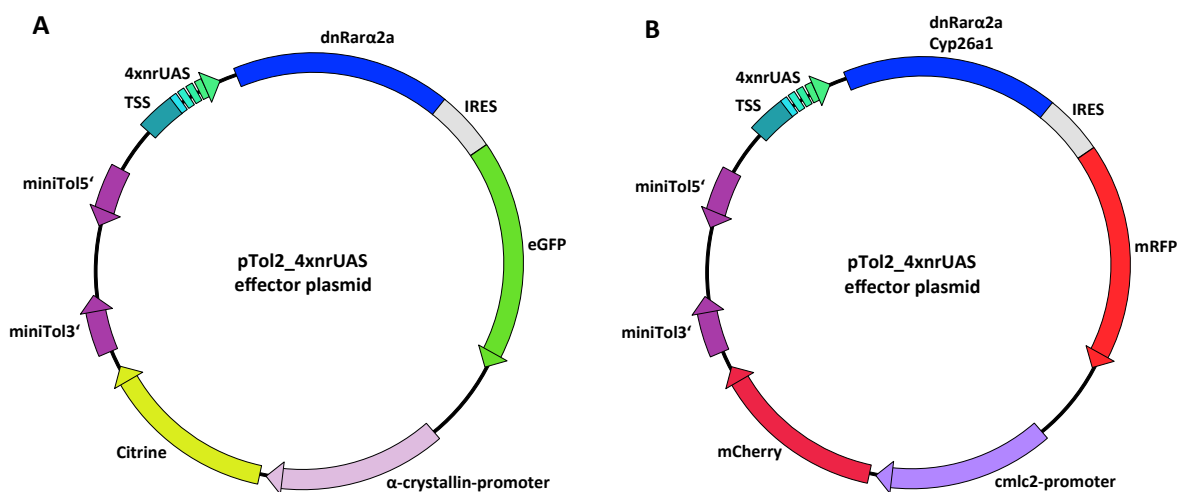 A
dnRarα2a
4xnrUAS
TSS
IRES
miniTol5‘
eGFP
pTol2_4xnrUAS
effector plasmid
miniTol3‘
Citrine
α-crystallin-promoter
B
dnRarα2a
Cyp26a1
4xnrUAS
TSS
IRES
miniTol5‘
mRFP
pTol2_4xnrUAS
effector plasmid
miniTol3‘
mCherry
cmlc2-promoter